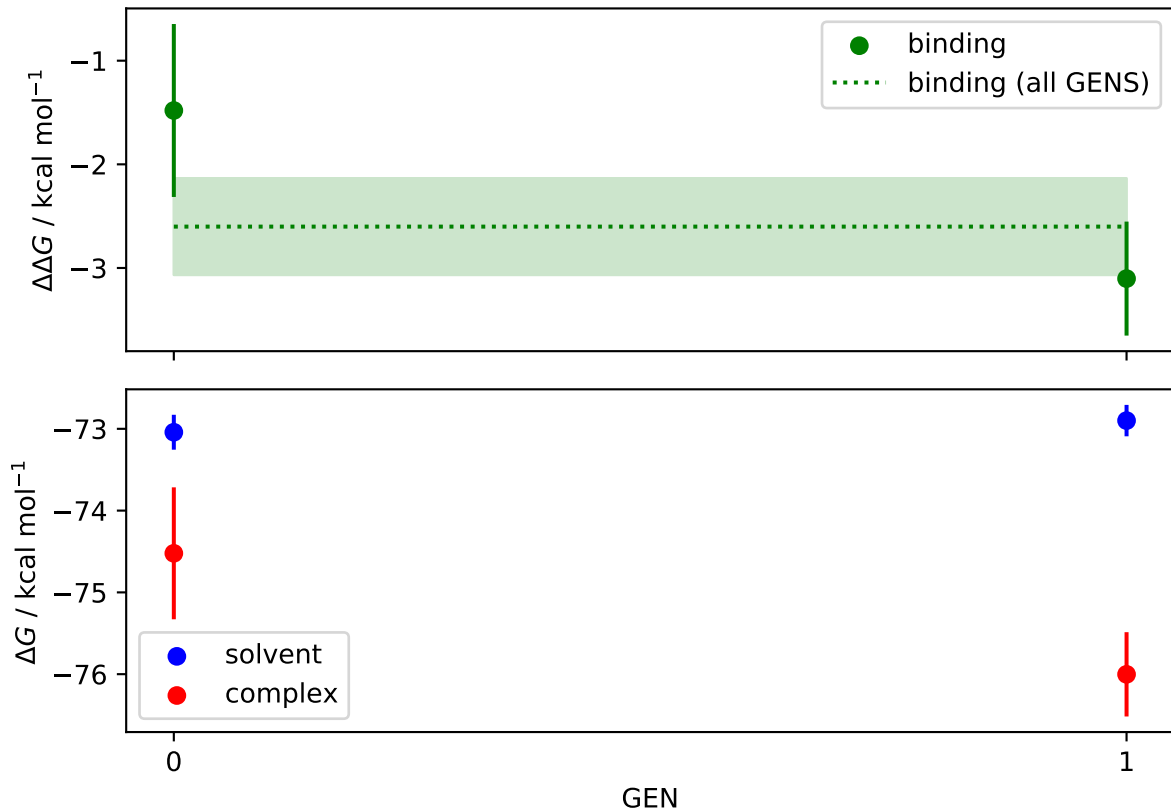 −1
−2
−3
ΔΔG / kcal mol⁻¹
binding
binding (all GENS)
−73
−74
−75
−76
ΔG / kcal mol⁻¹
solvent
complex
0
1
GEN